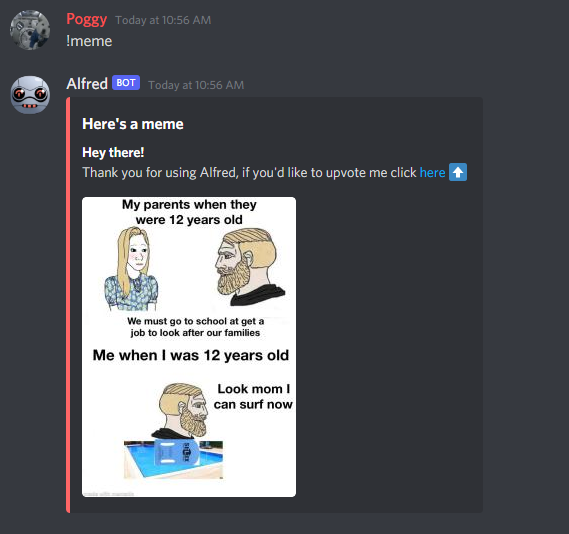 Poggy Today at 10:56 AM
!meme
Alfred BOT Today at 10:56 AM
Here's a meme
Hey there!
Thank you for using Alfred, if you'd like to upvote me click here
My parents when they
were 12 years old
We must go to school at get a
job to look after our families
Me when I was 12 years old
Look mom I
can surf now
made with mematic